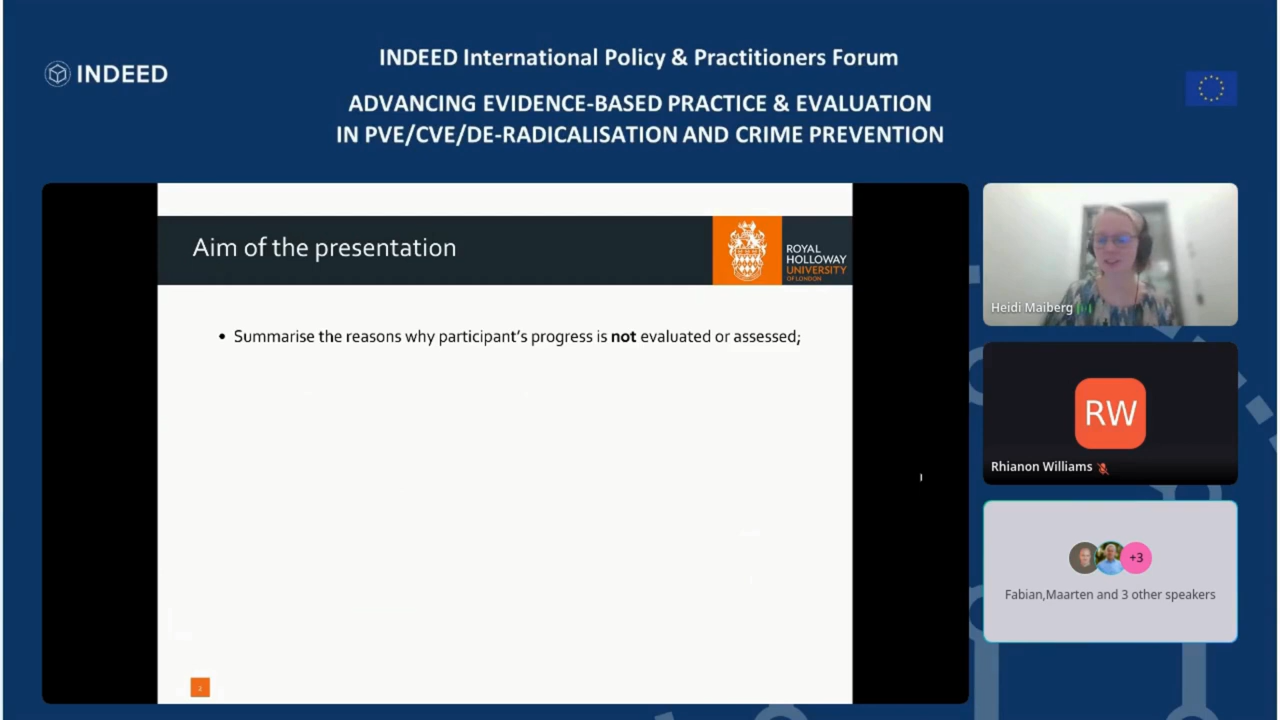 INDEED International Policy & Practitioners Forum
INDEED
ADVANCING EVIDENCE-BASED PRACTICE & EVALUATION
IN PVE/CVE/DE-RADICALISATION AND CRIME PREVENTION
Aim of the presentation
ROYAL
HOLLOWAY
UNIVERSITY
OF LONDON
• Summarise the reasons why participant's progress is not evaluated or assessed;
2
Heidi Maiberg
RW
Rhianon Williams
+3
Fabian,Maarten and 3 other speakers